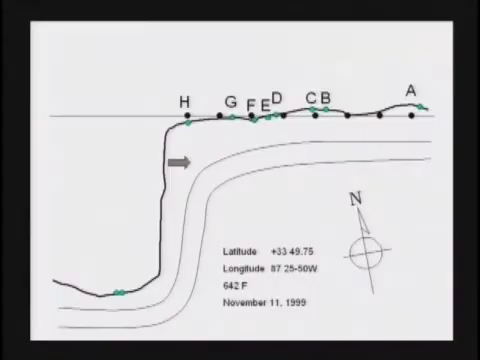 H G F E D C B A
N
Latitude +33 49.75
Longitude 87 25-50W
642 F
November 11, 1999